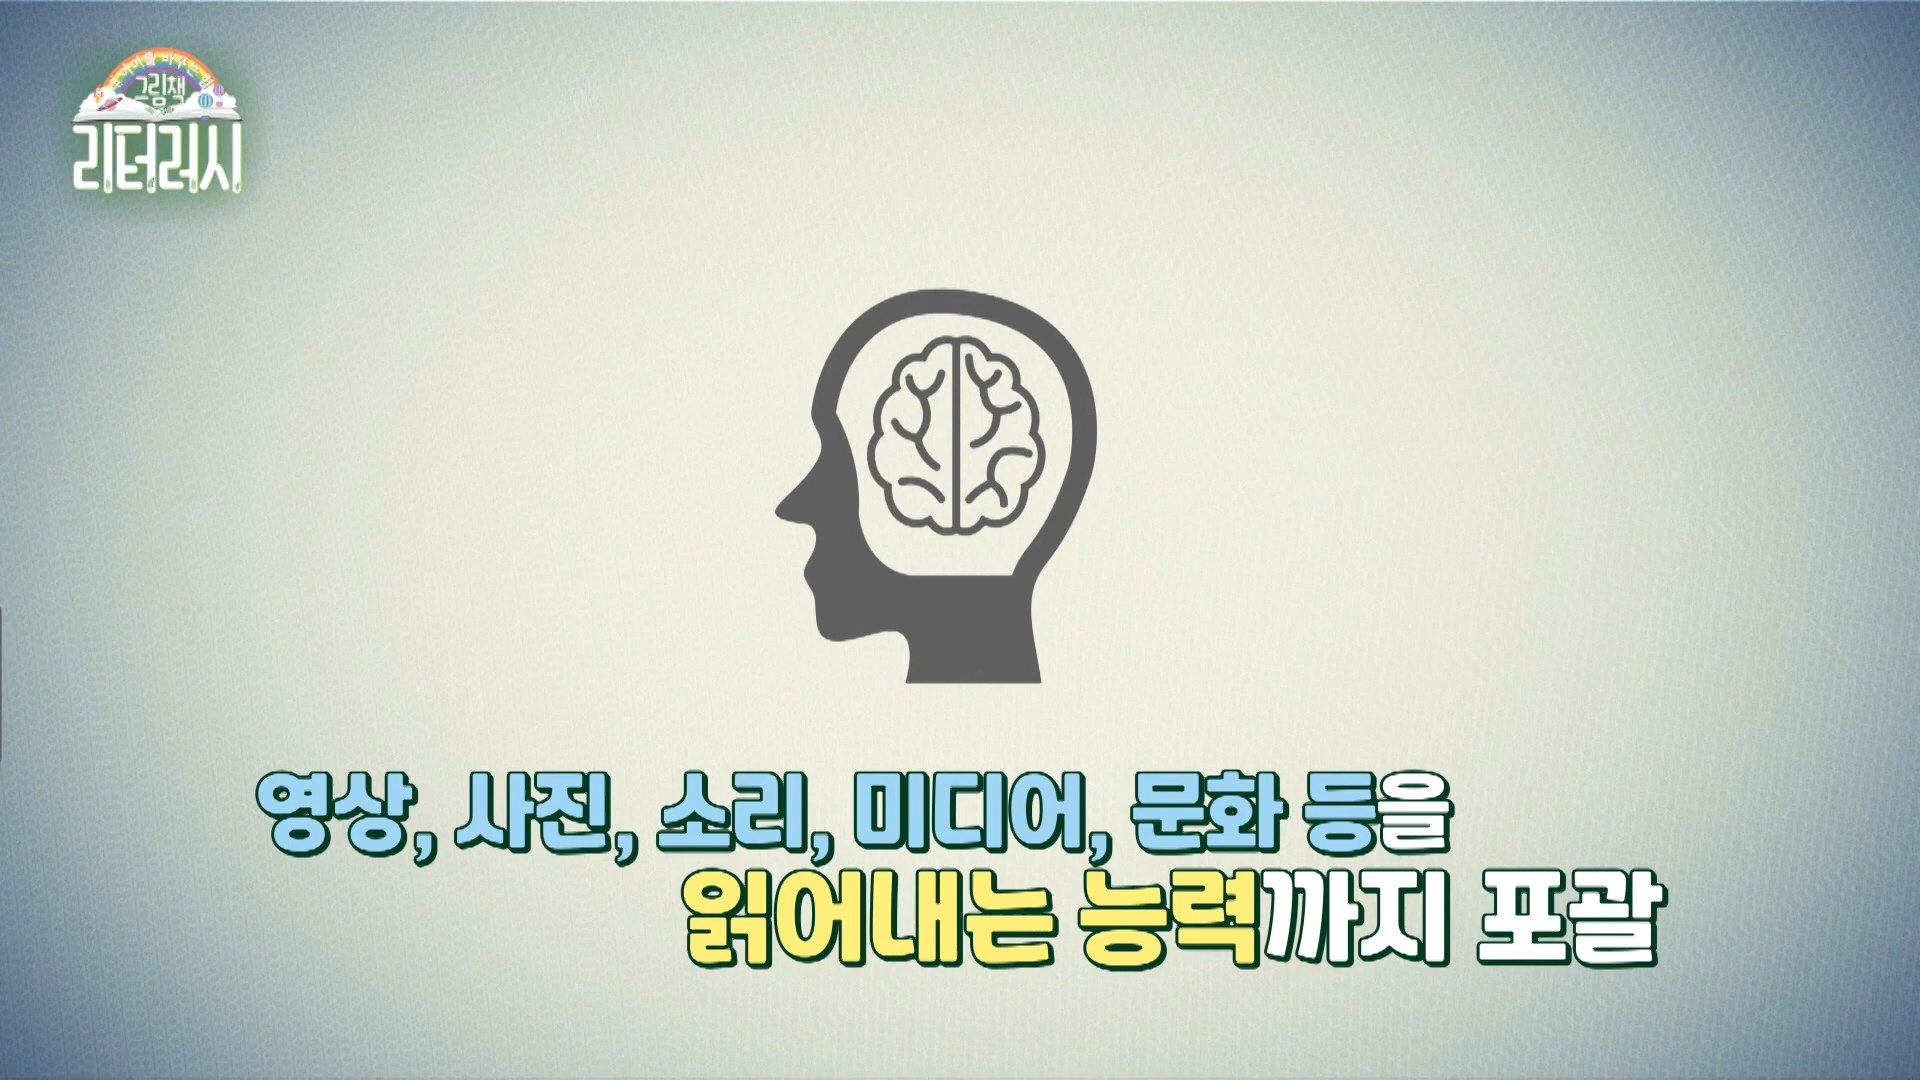 그림책
리터러시
영상, 사진, 소리, 미디어, 문화 등을
읽어내는 능력까지 포괄